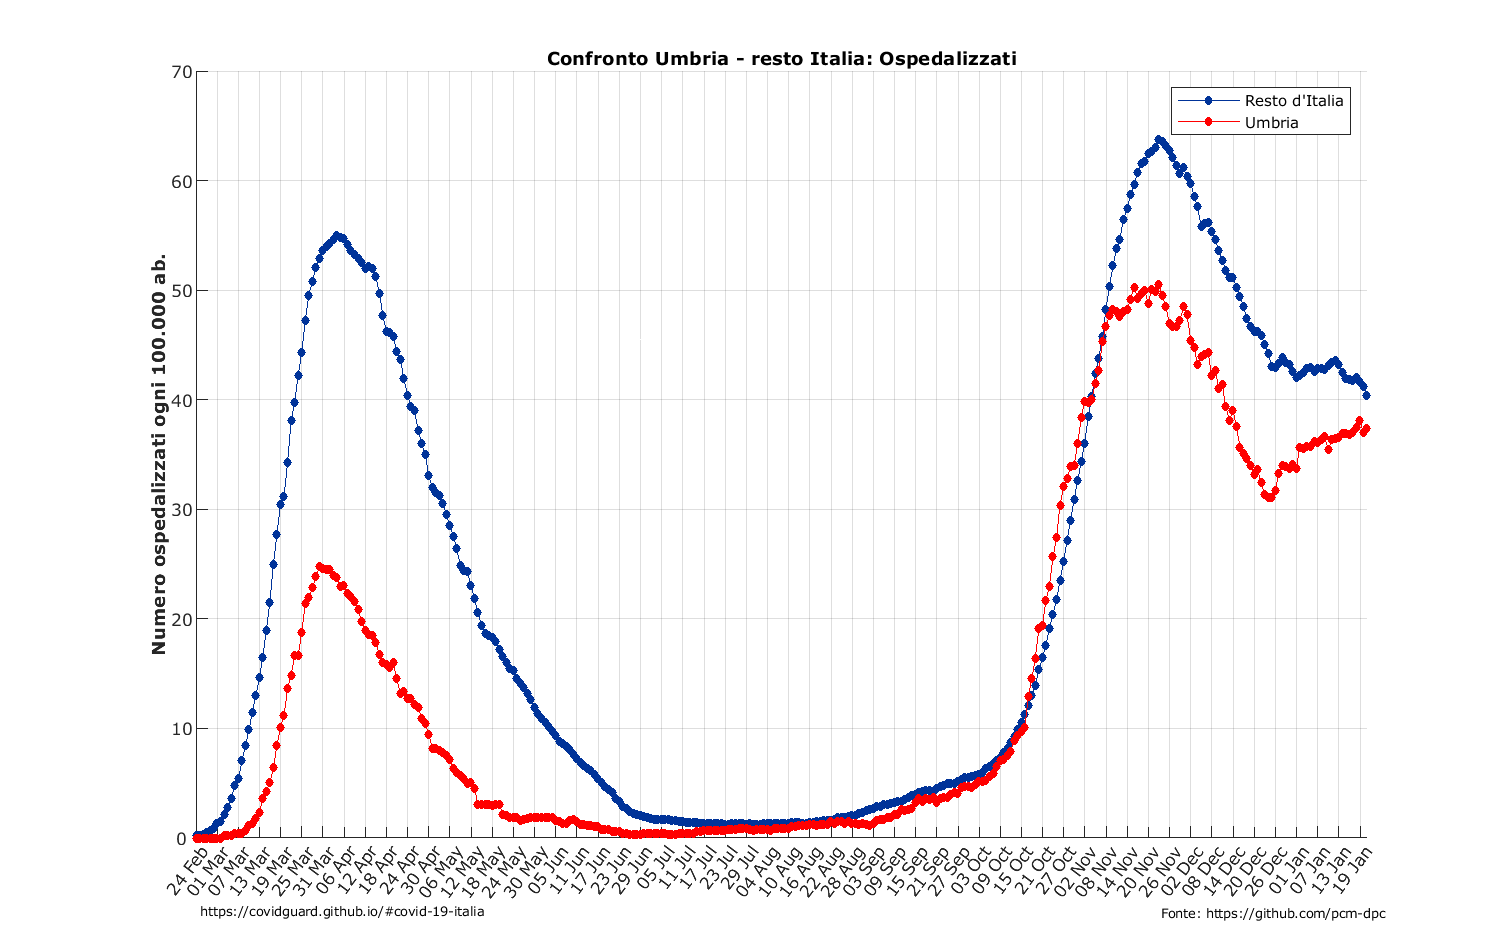 Confronto Umbria - resto Italia: Ospedalizzati
70
60
50
40
30
20
10
0
Numero ospedalizzati ogni 100.000 ab.
Resto d'Italia
Umbria
24 Feb
01 Mar
07 Mar
13 Mar
19 Mar
25 Mar
31 Mar
06 Apr
12 Apr
18 Apr
24 Apr
30 Apr
06 May
12 May
18 May
24 May
30 May
05 Jun
11 Jun
17 Jun
23 Jun
29 Jun
05 Jul
11 Jul
17 Jul
23 Jul
29 Jul
04 Aug
10 Aug
16 Aug
22 Aug
28 Aug
03 Sep
09 Sep
15 Sep
21 Sep
27 Sep
03 Oct
09 Oct
15 Oct
21 Oct
27 Oct
02 Nov
08 Nov
14 Nov
20 Nov
26 Nov
02 Dec
08 Dec
14 Dec
20 Dec
26 Dec
01 Jan
07 Jan
13 Jan
19 Jan
https://covidguard.github.io/#covid-19-italia
Fonte: https://github.com/pcm-dpc